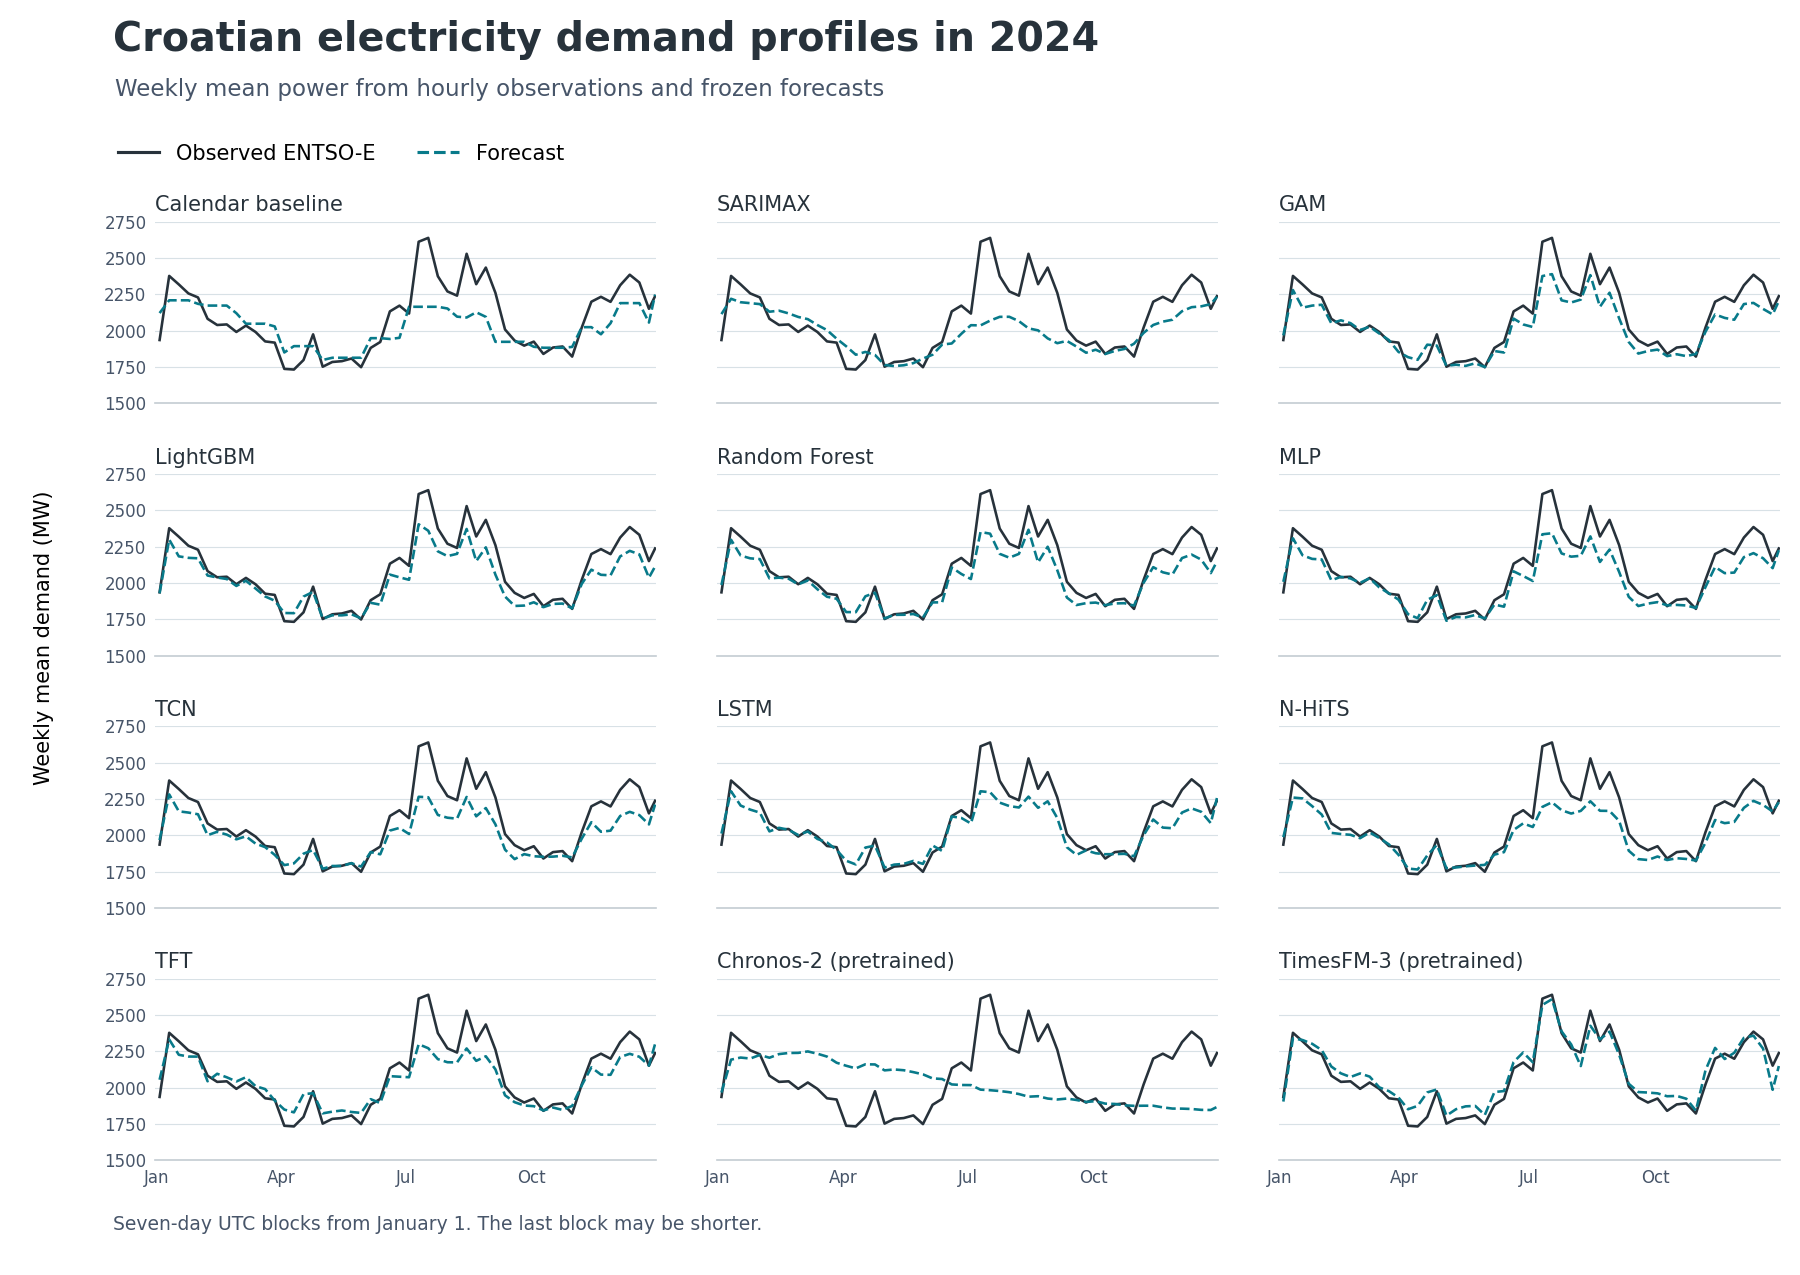 Croatian electricity demand profiles in 2024
Weekly mean power from hourly observations and frozen forecasts
Observed ENTSO-E Forecast
Calendar baseline SARIMAX GAM
2750
2500
2250
2000
1750
1500
LightGBM Random Forest MLP
2750
2500
2250
2000
1750
1500
Weekly mean demand (MW)
TCN LSTM N-HiTS
2750
2500
2250
2000
1750
1500
TFT Chronos-2 (pretrained) TimesFM-3 (pretrained)
2750
2500
2250
2000
1750
1500
Jan Apr Jul Oct Jan Apr Jul Oct Jan Apr Jul Oct
Seven-day UTC blocks from January 1. The last block may be shorter.